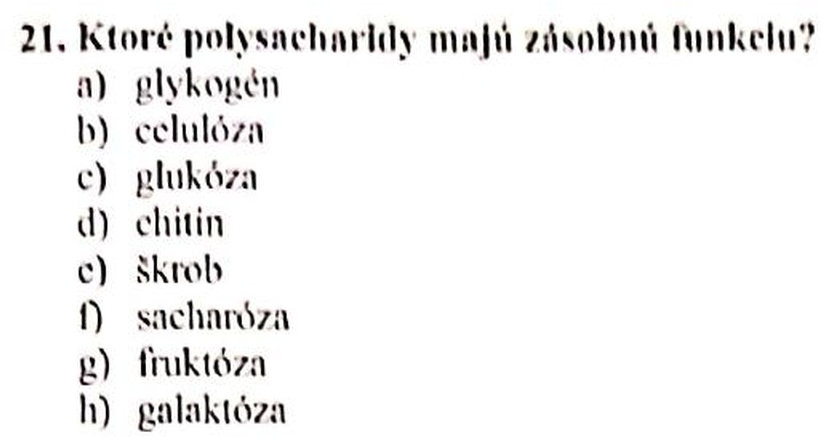 21. Ktoré polysacharidy majú zásobnú funkciu?
a) glykogén
b) celulóza
c) glukóza
d) chitin
e) škrob
f) sacharóza
g) fruktóza
h) galaktóza